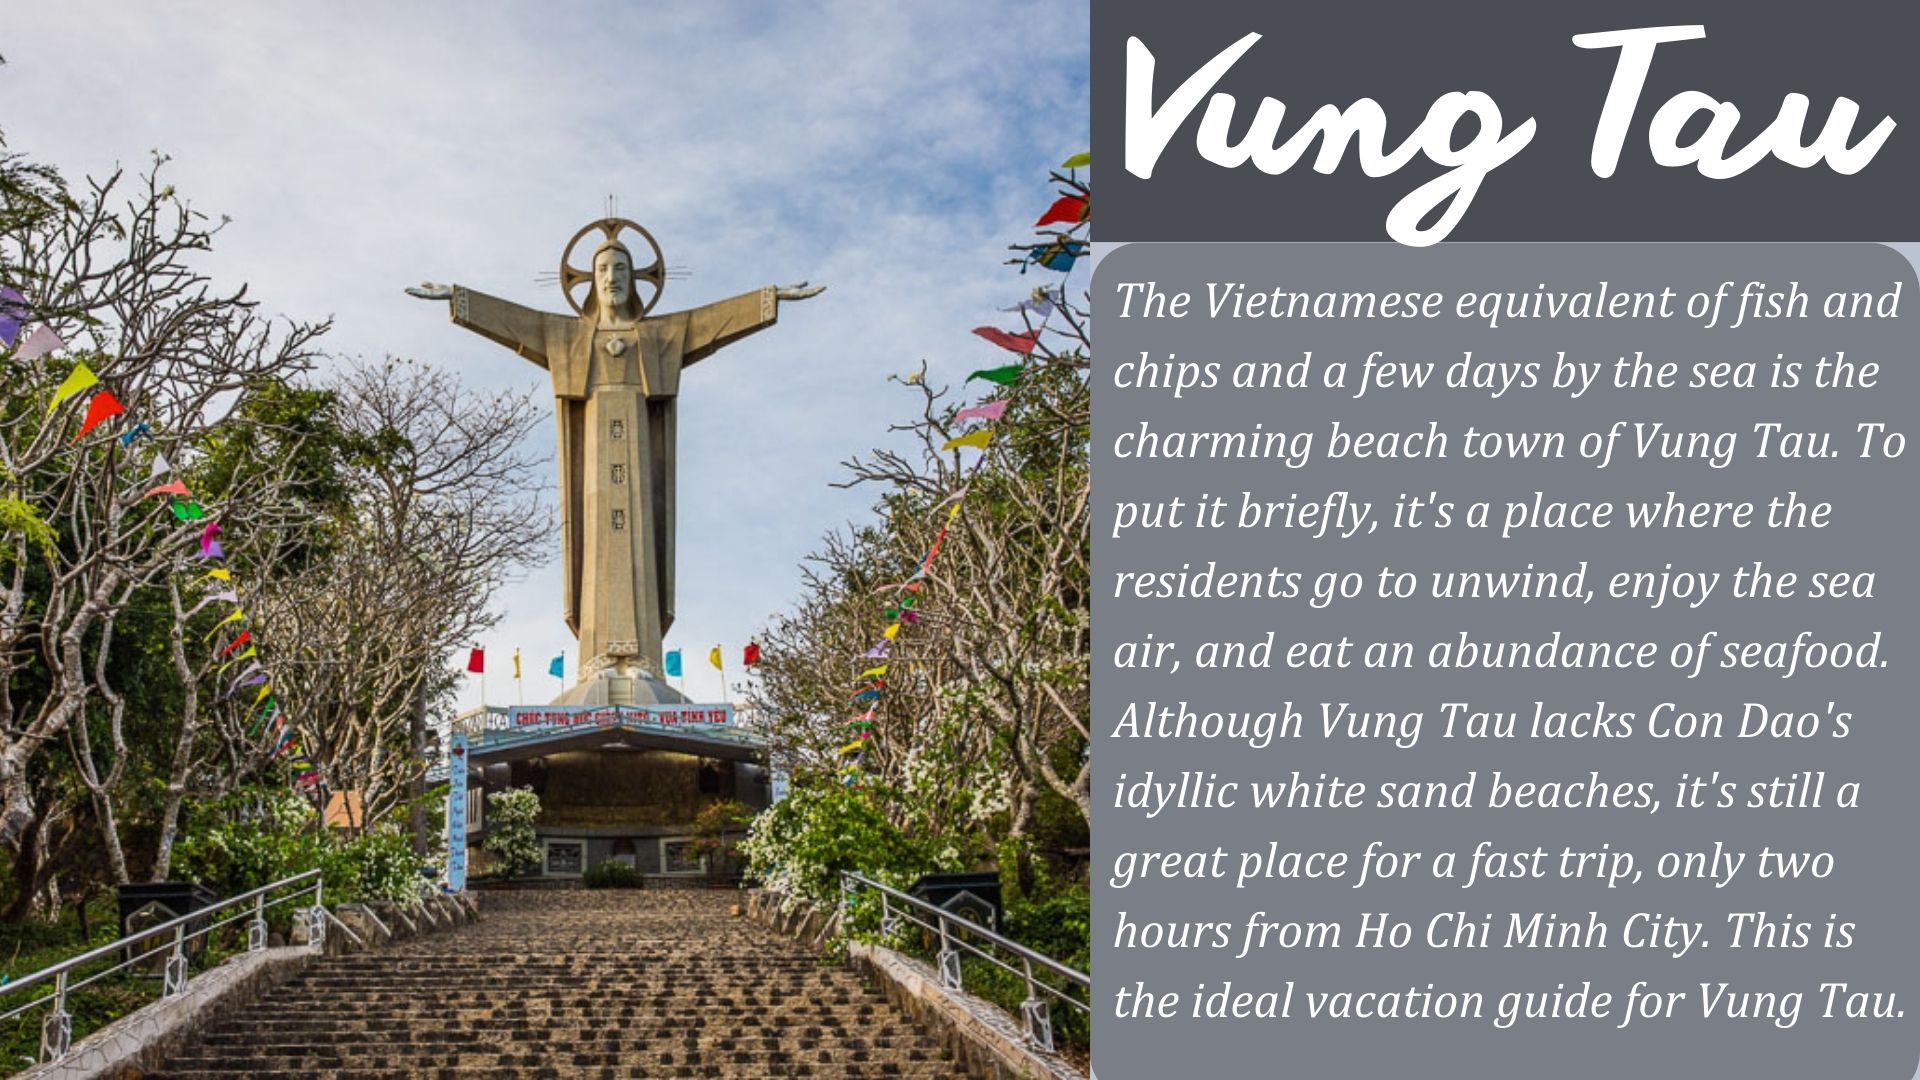 Vung Tau
The Vietnamese equivalent of fish and
chips and a few days by the sea is the
charming beach town of Vung Tau. To
put it briefly, it's a place where the
residents go to unwind, enjoy the sea
air, and eat an abundance of seafood.
Although Vung Tau lacks Con Dao's
idyllic white sand beaches, it's still a
great place for a fast trip, only two
hours from Ho Chi Minh City. This is
the ideal vacation guide for Vung Tau.
VUA TÌNH YÊU